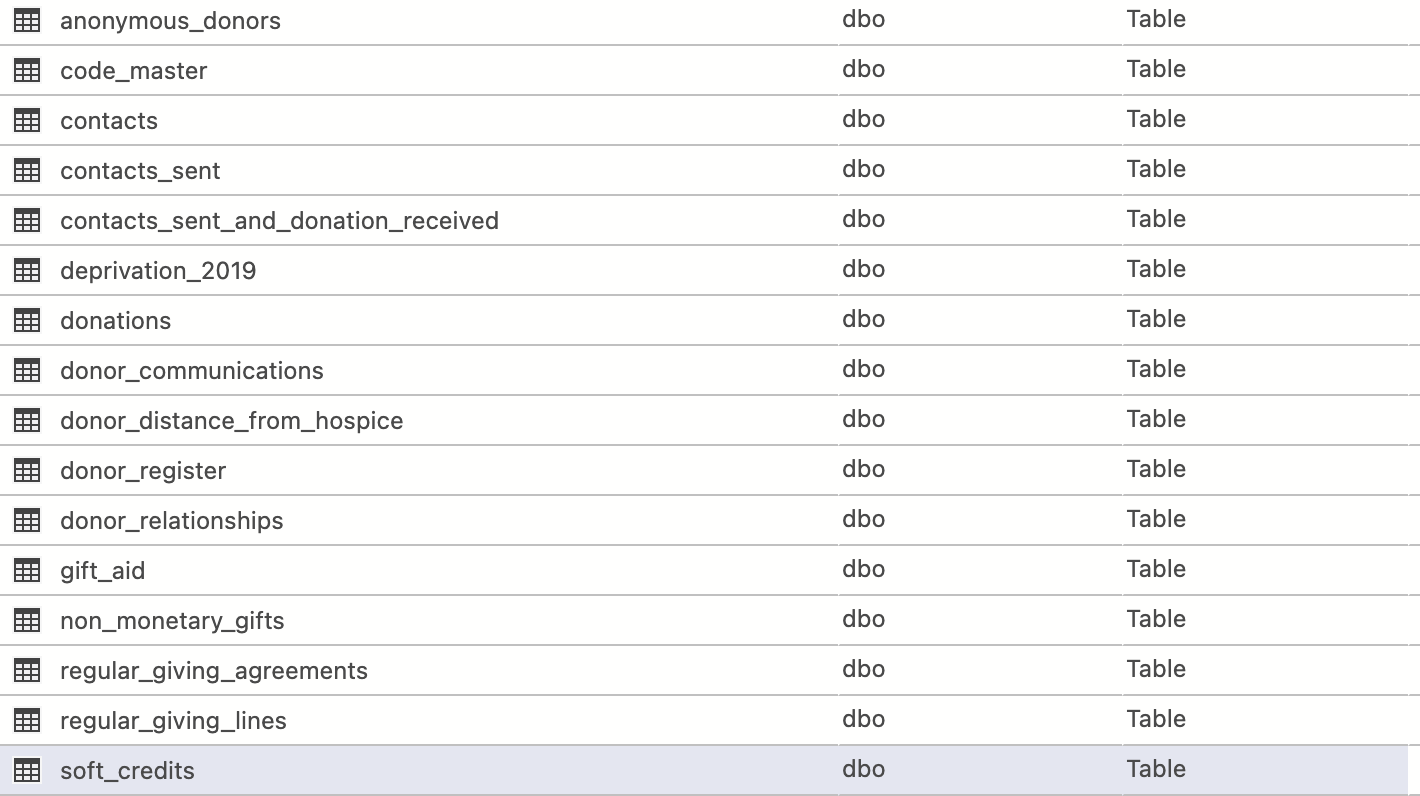 anonymous_donors dbo Table
code_master dbo Table
contacts dbo Table
contacts_sent dbo Table
contacts_sent_and_donation_received dbo Table
deprivation_2019 dbo Table
donations dbo Table
donor_communications dbo Table
donor_distance_from_hospice dbo Table
donor_register dbo Table
donor_relationships dbo Table
gift_aid dbo Table
non_monetary_gifts dbo Table
regular_giving_agreements dbo Table
regular_giving_lines dbo Table
soft_credits dbo Table